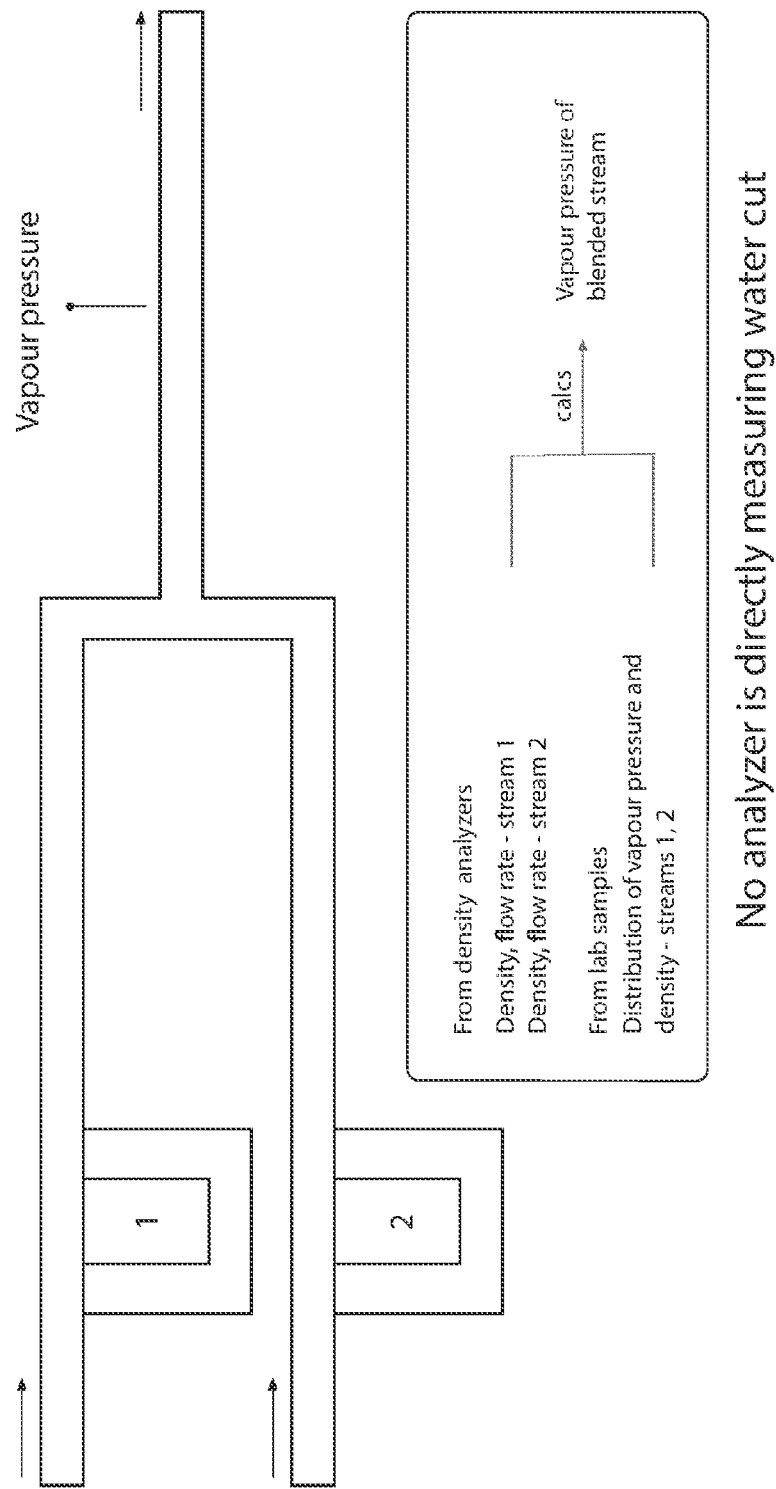 Vapour pressure
1
2
From density analyzers
Density, flow rate - stream 1
Density, flow rate - stream 2
From lab samples
Distribution of vapour pressure and
density - streams 1, 2
calcs
Vapour pressure of
blended stream
No analyzer is directly measuring water cut